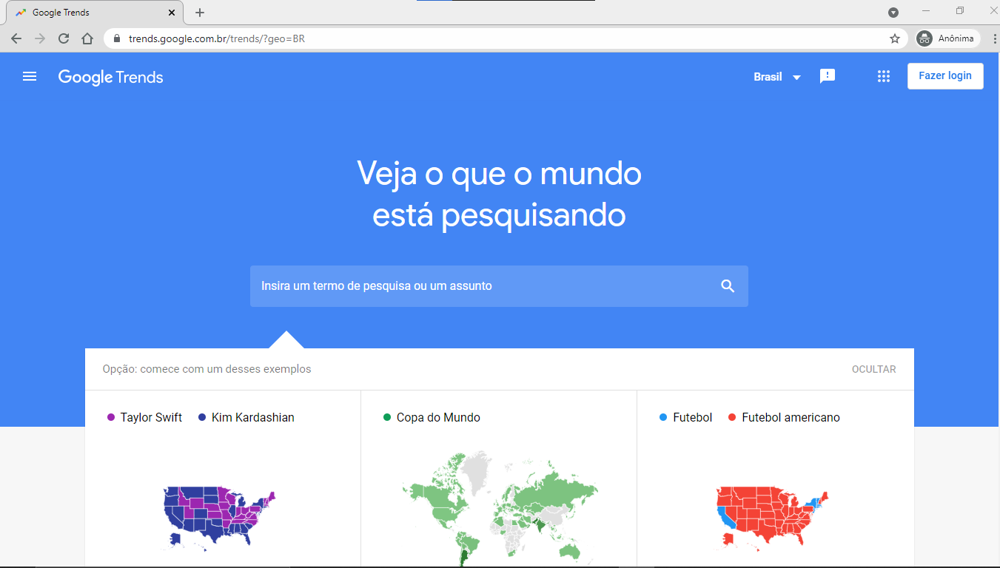 Google Trends
trends.google.com.br/trends/?geo=BR
Anônima
Google Trends
Brasil
Fazer login
Veja o que o mundo
está pesquisando
Insira um termo de pesquisa ou um assunto
Opção: comece com um desses exemplos
OCULTAR
Taylor Swift
Kim Kardashian
Copa do Mundo
Futebol
Futebol americano